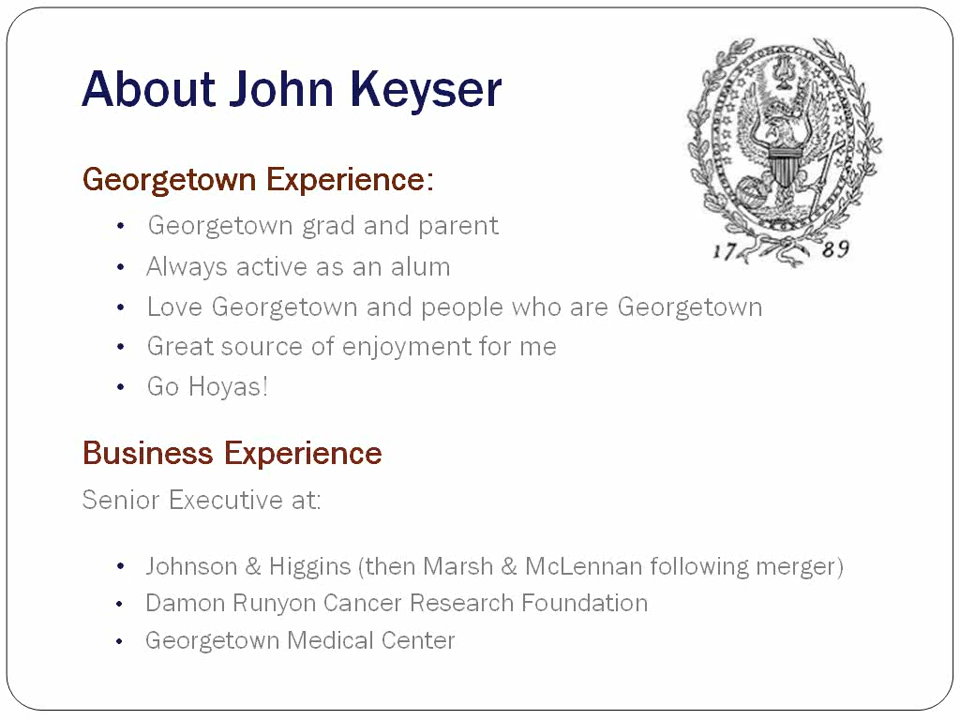 About John Keyser
Georgetown Experience:
• Georgetown grad and parent
• Always active as an alum
• Love Georgetown and people who are Georgetown
• Great source of enjoyment for me
• Go Hoyas!
17 89
Business Experience
Senior Executive at:
• Johnson & Higgins (then Marsh & McLennan following merger)
• Damon Runyon Cancer Research Foundation
• Georgetown Medical Center